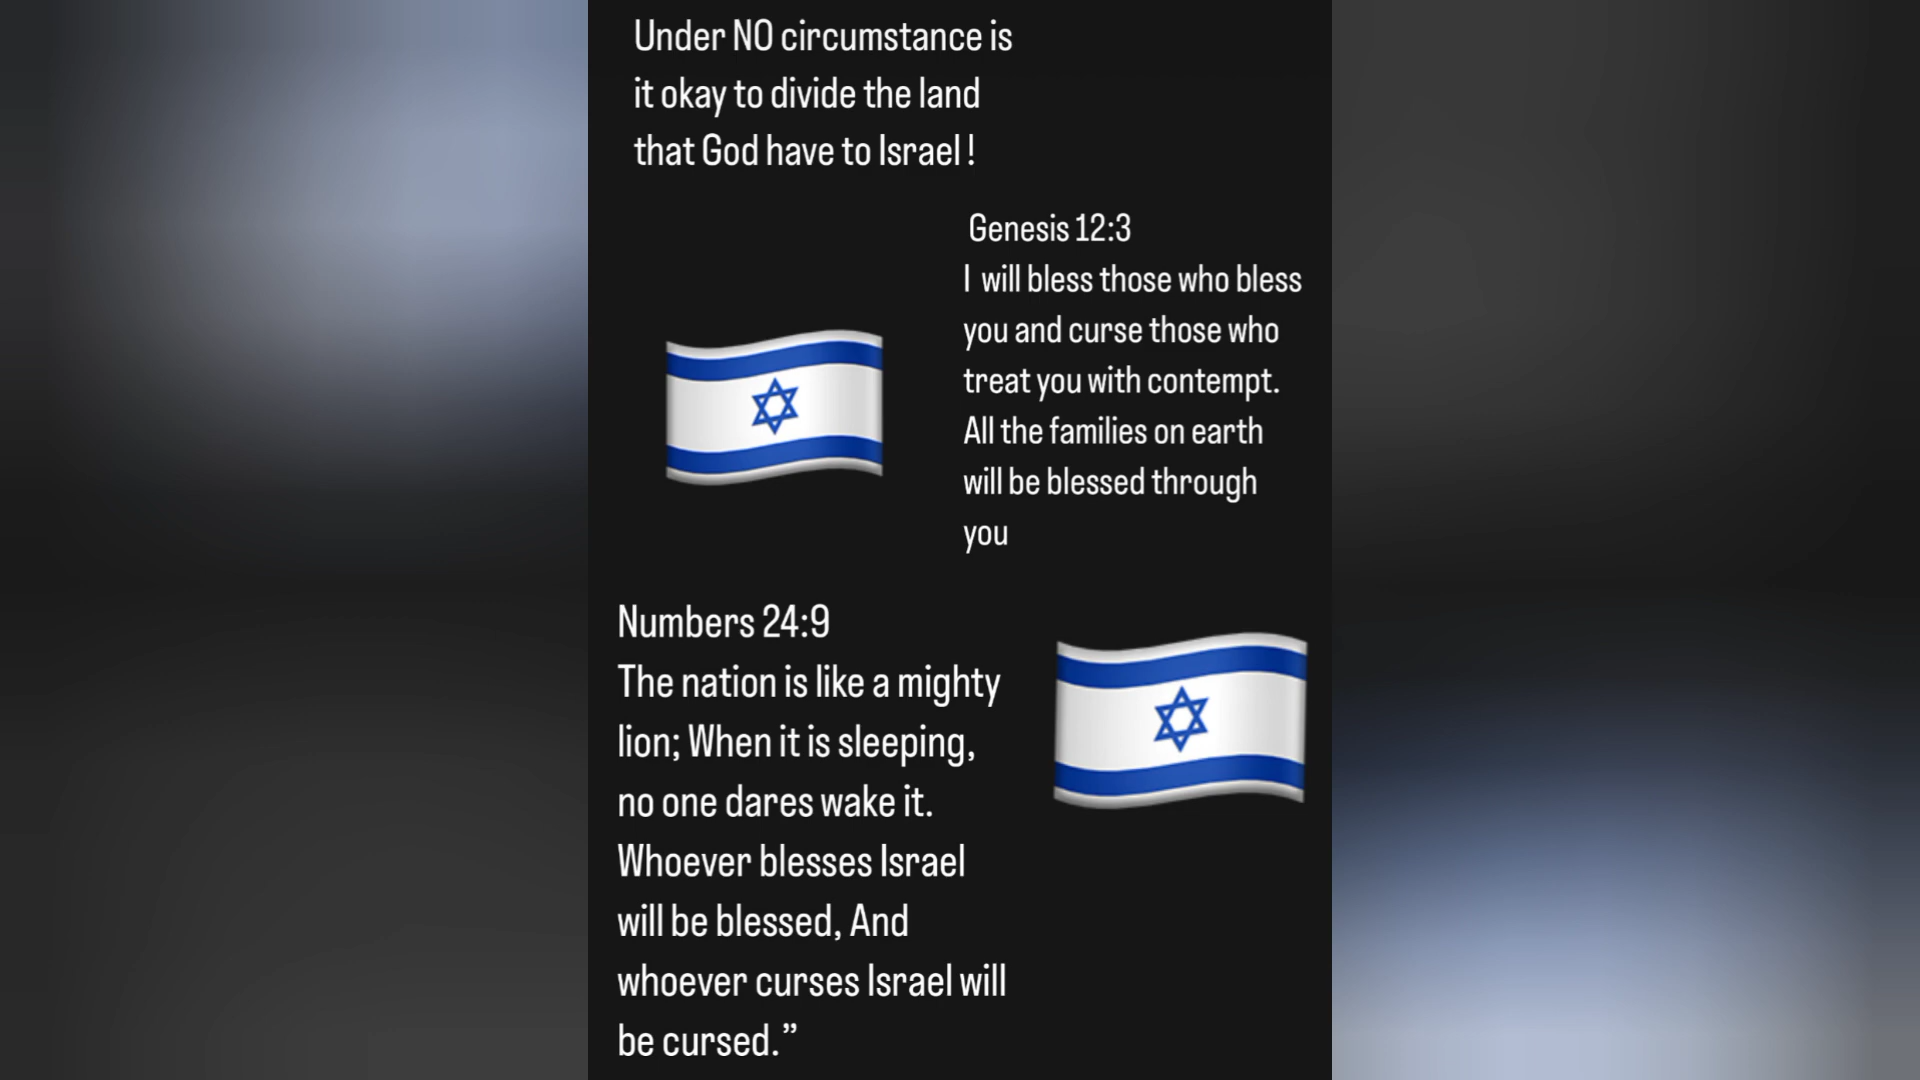 Under NO circumstance is
it okay to divide the land
that God have to Israel !
Genesis 12:3
I will bless those who bless
you and curse those who
treat you with contempt.
All the families on earth
will be blessed through
you
Numbers 24:9
The nation is like a mighty
lion; When it is sleeping,
no one dares wake it.
Whoever blesses Israel
will be blessed, And
whoever curses Israel will
be cursed.”